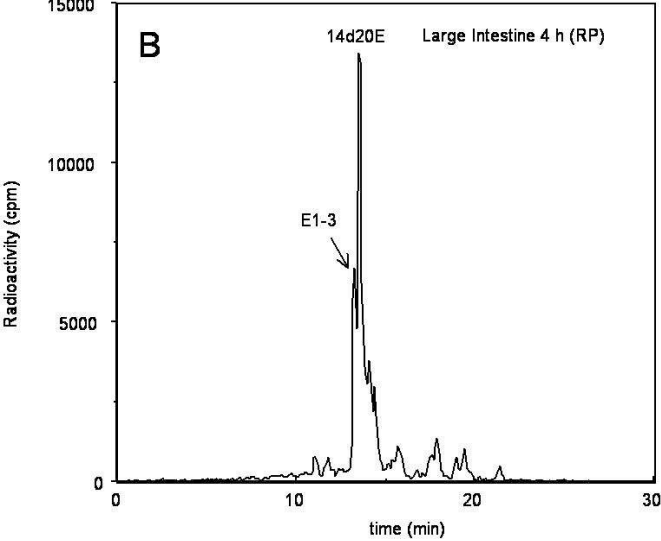 15000
B
14d20E
Large Intestine 4 h (RP)
10000
E1-3
Radioactivity (cpm)
5000
0
0
10
20
30
time (min)